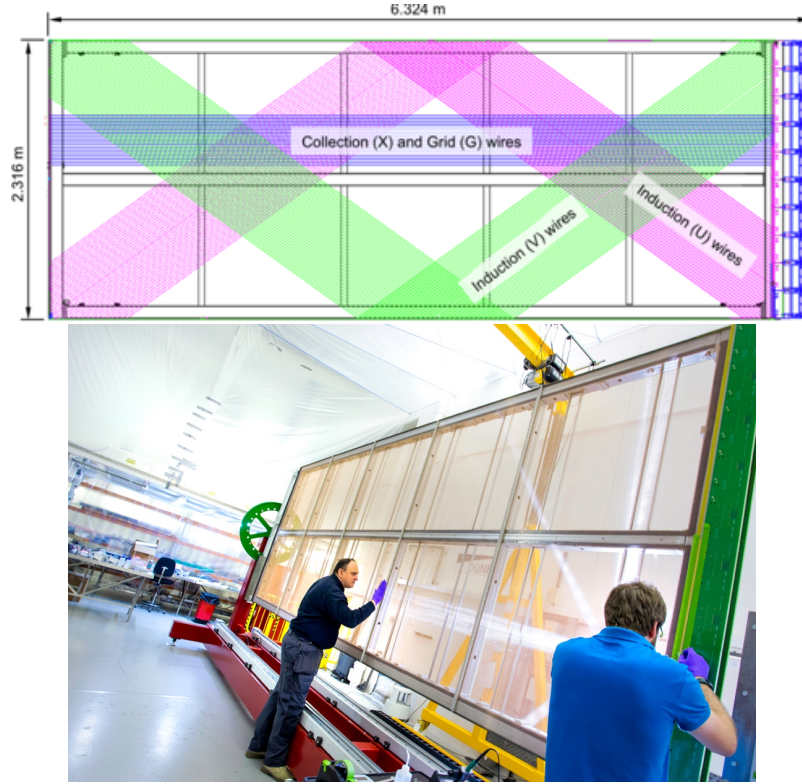 6.324 m
2.316 m
Collection (X) and Grid (G) wires
Induction (V) wires
Induction (U) wires